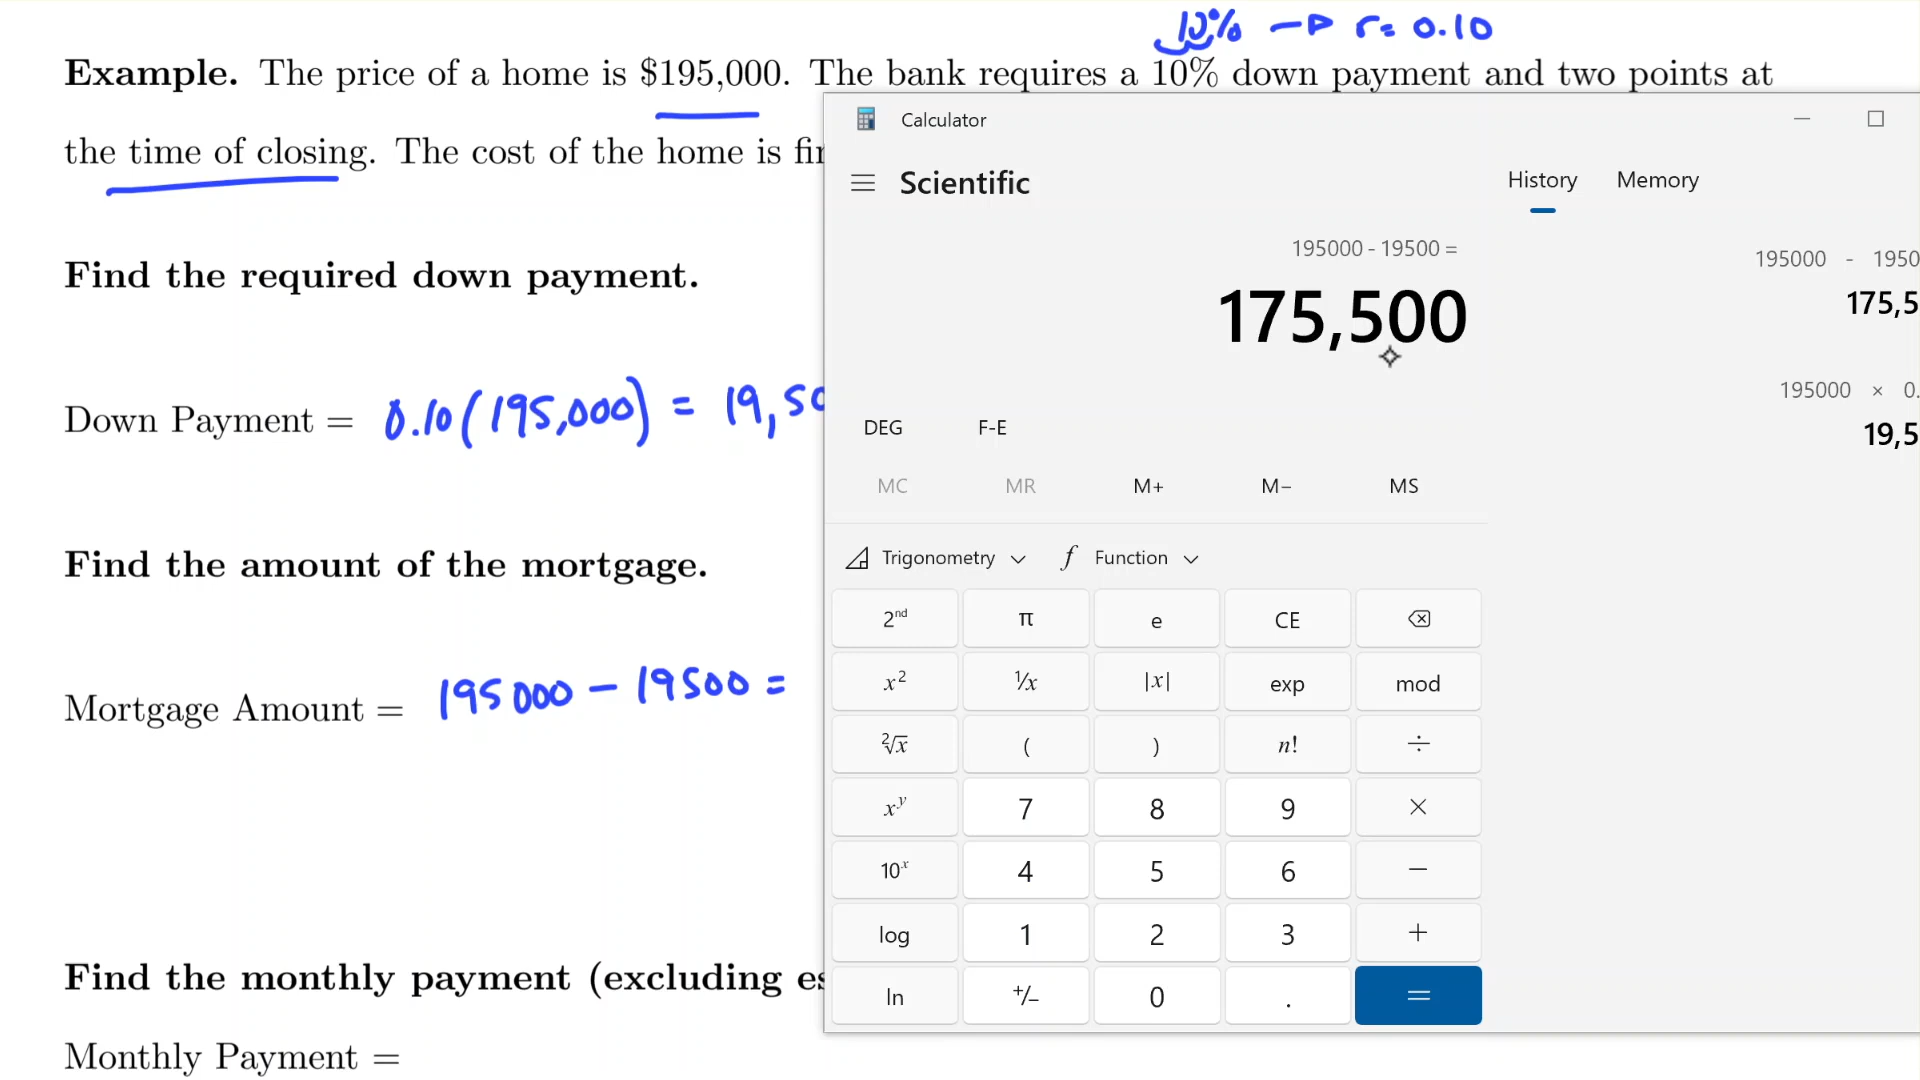 10% → r = 0.10
Example. The price of a home is $195,000. The bank requires a 10% down payment and two points at
the time of closing. The cost of the home is
Find the required down payment.
Down Payment = 0.10(195,000) = 19,50
Find the amount of the mortgage.
Mortgage Amount = 195000 - 19500 =
Find the monthly payment (excluding
Monthly Payment =
Calculator
Scientific
195000 - 19500 =
175,500
DEG F-E
MC MR M+ M− MS
Trigonometry f Function
2nd π e CE
x² ¹/x |x| exp mod
²√x ( ) n! ÷
xʸ 7 8 9 ×
10ˣ 4 5 6 −
log 1 2 3 +
ln +/− 0 . =
History Memory
195000 - 1950
175,5
195000 × 0.
19,5